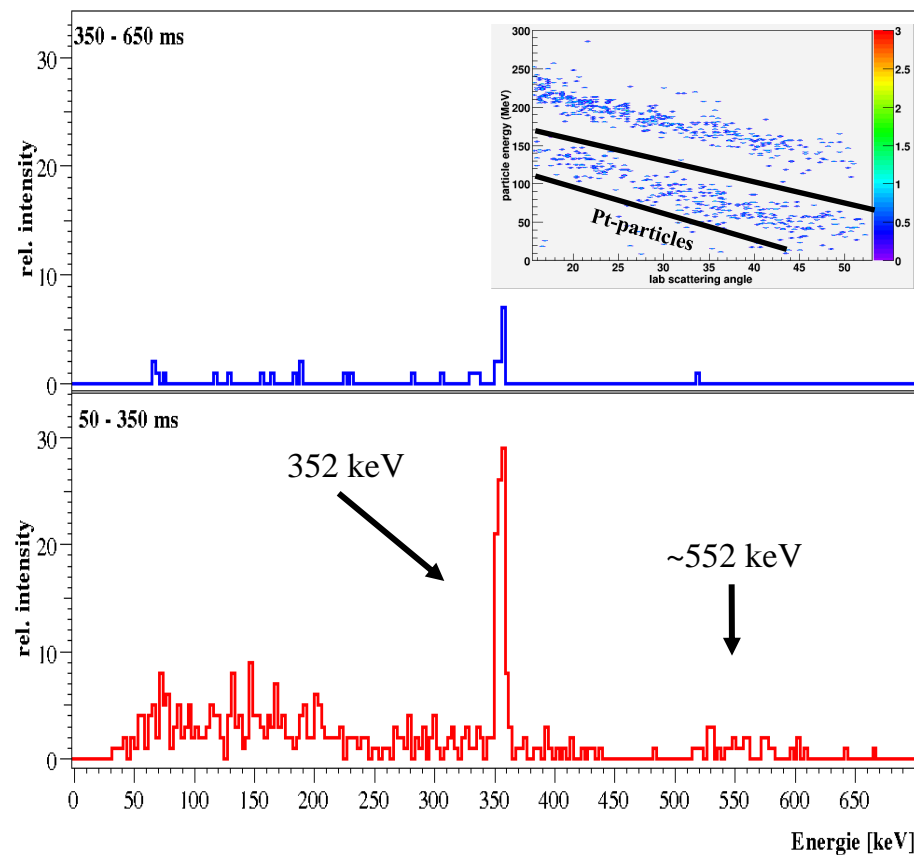 350 - 650 ms
rel. intensity
30
20
10
0
particle energy (MeV)
300
250
200
150
100
50
0
Pt-particles
20 25 30 35 40 45 50
lab scattering angle
3
2.5
2
1.5
1
0.5
0
50 - 350 ms
rel. intensity
30
20
10
0
352 keV
~552 keV
0 50 100 150 200 250 300 350 400 450 500 550 600 650
Energie [keV]